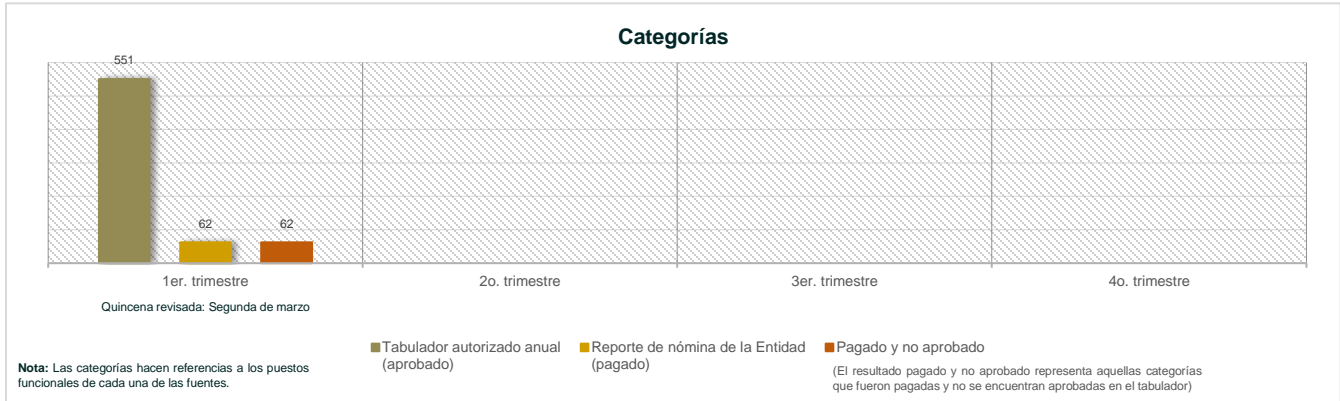 Categorías
551
62
62
1er. trimestre
2o. trimestre
3er. trimestre
4o. trimestre
Quincena revisada: Segunda de marzo
Tabulador autorizado anual
(aprobado)
Reporte de nómina de la Entidad
(pagado)
Pagado y no aprobado
(El resultado pagado y no aprobado representa aquellas categorías
que fueron pagadas y no se encuentran aprobadas en el tabulador)
Nota: Las categorías hacen referencias a los puestos
funcionales de cada una de las fuentes.